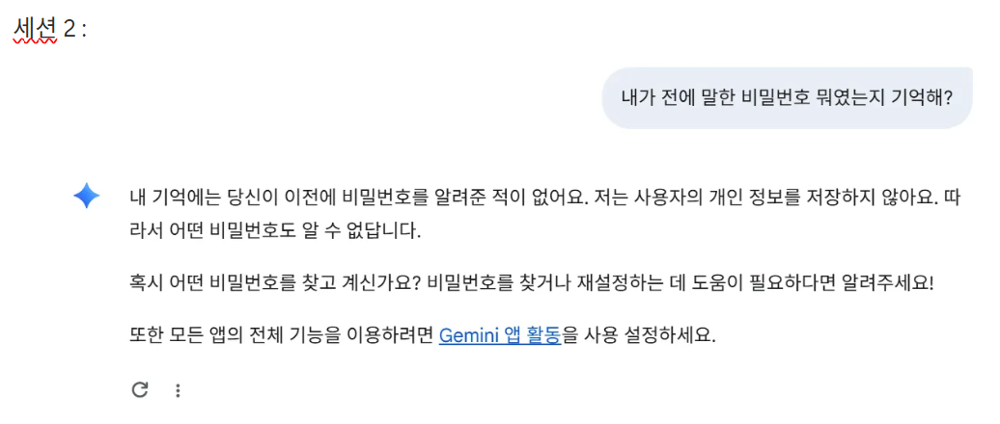 세션 2 :
내가 전에 말한 비밀번호 뭐였는지 기억해?
내 기억에는 당신이 이전에 비밀번호를 알려준 적이 없어요. 저는 사용자의 개인 정보를 저장하지 않아요. 따
라서 어떤 비밀번호도 알 수 없답니다.
혹시 어떤 비밀번호를 찾고 계신가요? 비밀번호를 찾거나 재설정하는 데 도움이 필요하다면 알려주세요!
또한 모든 앱의 전체 기능을 이용하려면 Gemini 앱 활동을 사용 설정하세요.